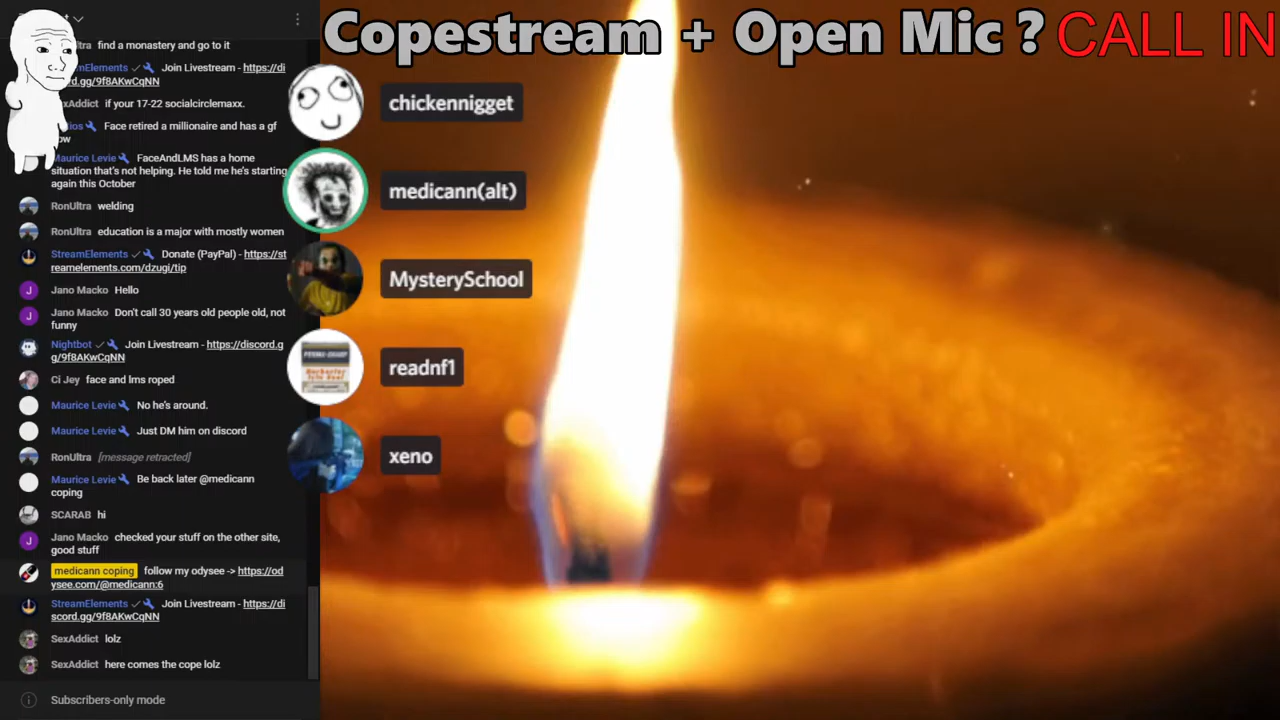 Copestream + Open Mic ? CALL IN
find a monastery and go to it
Join Livestream - https://di
scord.gg/9f8AKwCqNN
if your 17-22 socialcirclemaxx.
Face retired a millionaire and has a gf
Maurice Levie FaceAndLMS has a home
situation that's not helping. He told me he's starting
again this October
RonUltra welding
RonUltra education is a major with mostly women
StreamElements Donate (PayPal) - https://st
reamelements.com/dzugi/tip
Jano Macko Hello
Jano Macko Don't call 30 years old people old, not
funny
Nightbot Join Livestream - https://discord.g
g/9f8AKwCqNN
Ci Jey face and lms roped
Maurice Levie No he's around.
Maurice Levie Just DM him on discord
RonUltra [message retracted]
Maurice Levie Be back later @medicann
coping
SCARAB hi
Jano Macko checked your stuff on the other site,
good stuff
medicann coping follow my odysee -> https://od
ysee.com/@medicann:6
StreamElements Join Livestream - https://di
scord.gg/9f8AKwCqNN
SexAddict lolz
SexAddict here comes the cope lolz
Subscribers-only mode
chickennigget
medicann(alt)
MysterySchool
readnf1
xeno